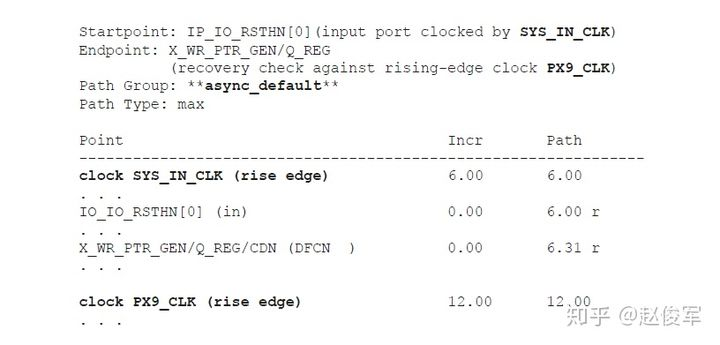 Startpoint: IP_IO_RSTHN[0](input port clocked by SYS_IN_CLK)
Endpoint: X_WR_PTR_GEN/Q_REG
(recovery check against rising-edge clock PX9_CLK)
Path Group: **async_default**
Path Type: max
Point Incr Path
---------------------------------------------------------------
clock SYS_IN_CLK (rise edge) 6.00 6.00
. . .
IO_IO_RSTHN[0] (in) 0.00 6.00 r
. . .
X_WR_PTR_GEN/Q_REG/CDN (DFCN ) 0.00 6.31 r
. . .
clock PX9_CLK (rise edge) 12.00 12.00
. . .
知乎 @赵俊军